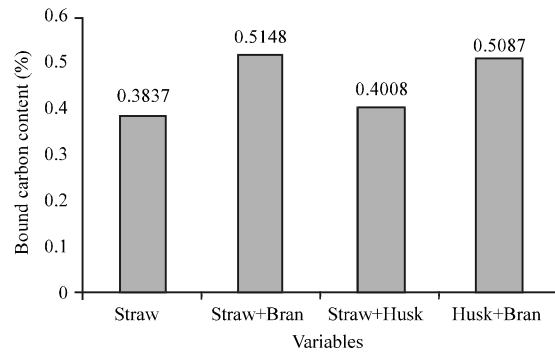 Bound carbon content (%)
0.6
0.5
0.4
0.3
0.2
0.1
0
0.3837
0.5148
0.4008
0.5087
Straw
Straw+Bran
Straw+Husk
Husk+Bran
Variables